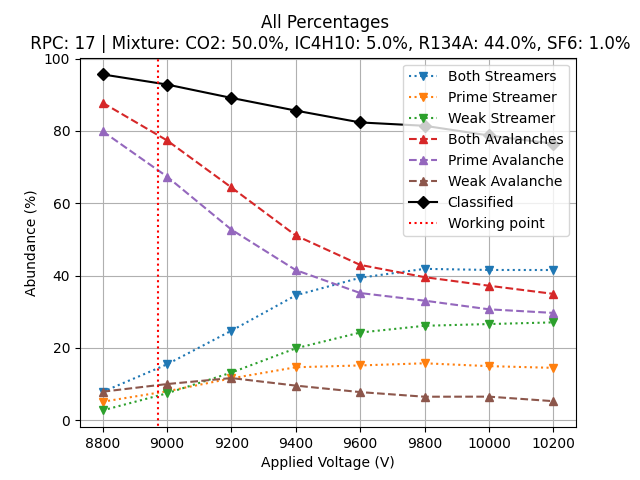 All Percentages
RPC: 17 | Mixture: CO2: 50.0%, IC4H10: 5.0%, R134A: 44.0%, SF6: 1.0%
Abundance (%)
100
80
60
40
20
0
Both Streamers
Prime Streamer
Weak Streamer
Both Avalanches
Prime Avalanche
Weak Avalanche
Classified
Working point
8800 9000 9200 9400 9600 9800 10000 10200
Applied Voltage (V)